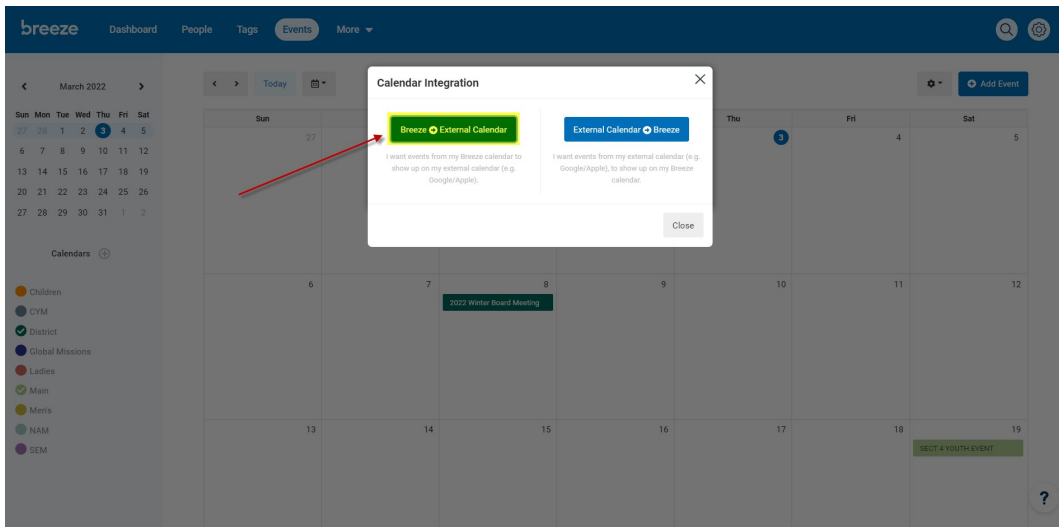 breeze
Dashboard
People
Tags
Events
More
March 2022
Sun Mon Tue Wed Thu Fri Sat
27 28 1 2 3 4 5
6 7 8 9 10 11 12
13 14 15 16 17 18 19
20 21 22 23 24 25 26
27 28 29 30 31 1 2
Calendars
Children
CYM
District
Global Missions
Ladies
Main
Men's
NAM
SEM
Today
Add Event
Calendar Integration
Breeze External Calendar
I want events from my Breeze calendar to
show up on my external calendar (e.g.
Google/Apple).
External Calendar Breeze
I want events from my external calendar (e.g.
Google/Apple), to show up on my Breeze
calendar.
Close
Sun Thu Fri Sat
27 3 4 5
6 7 8 9 10 11 12
2022 Winter Board Meeting
13 14 15 16 17 18 19
SECT 4 YOUTH EVENT
?